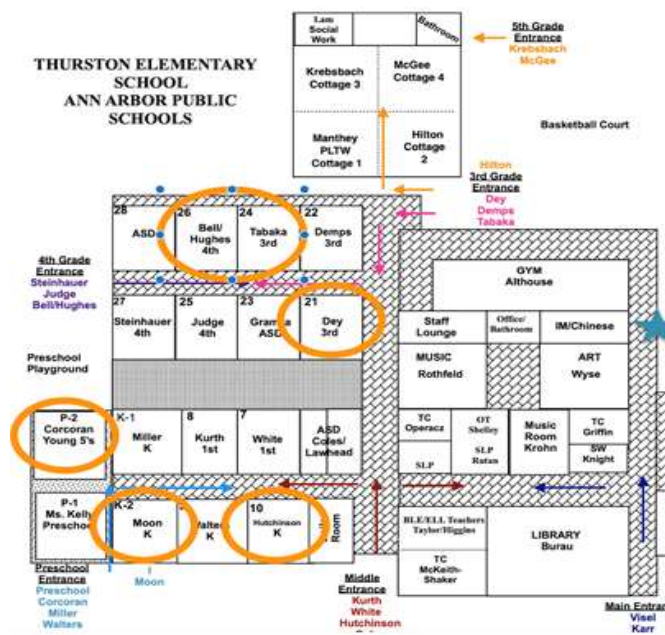 THURSTON ELEMENTARY
SCHOOL
ANN ARBOR PUBLIC
SCHOOLS
I.am
Social
Work
Bathroom
Krebsbach
Cottage 3
McGee
Cottage 4
Manthey
PLTW
Cottage 1
Hilton
Cottage
2
5th Grade
Entrance
Krebsbach
McGee
Basketball Court
Hilton
3rd Grade
Entrance
Dey
Demps
Tabaka
28
ASD
26
Bell/
Hughes
4th
24
Tabaka
3rd
22
Demps
3rd
4th Grade
Entrance
Steinhauer
Judge
Bell/Hughes
27
Steinhauer
4th
25
Judge
4th
23
ASD
21
Dey
3rd
GYM
Althouse
Staff
Lounge
Office/
Bathroom
IM/Chinese
MUSIC
Rothfeld
ART
Wyse
Preschool
Playground
P-2
Corcoran
Young 5's
K-1
Miller
K
8
Kurth
1st
7
White
1st
ASD
Coles/
Lawhead
TC
Operacz
SLP
OT
Shelley
SLP
Ratan
Music
Room
Krohn
TC
Griffin
SW
Knight
P-1
Ms. Kelly
K-2
Moon
K
K
10
Hutchinson
K
Room
BLE/ELL Teachers
Taylor/Higgins
TC
McKeith-
Shaker
LIBRARY
Burau
Preschool
Entrance
Preschool
Corcoran
Miller
Walters
Moon
Middle
Entrance
Kurth
White
Hutchinson
Main
Visel
Karr